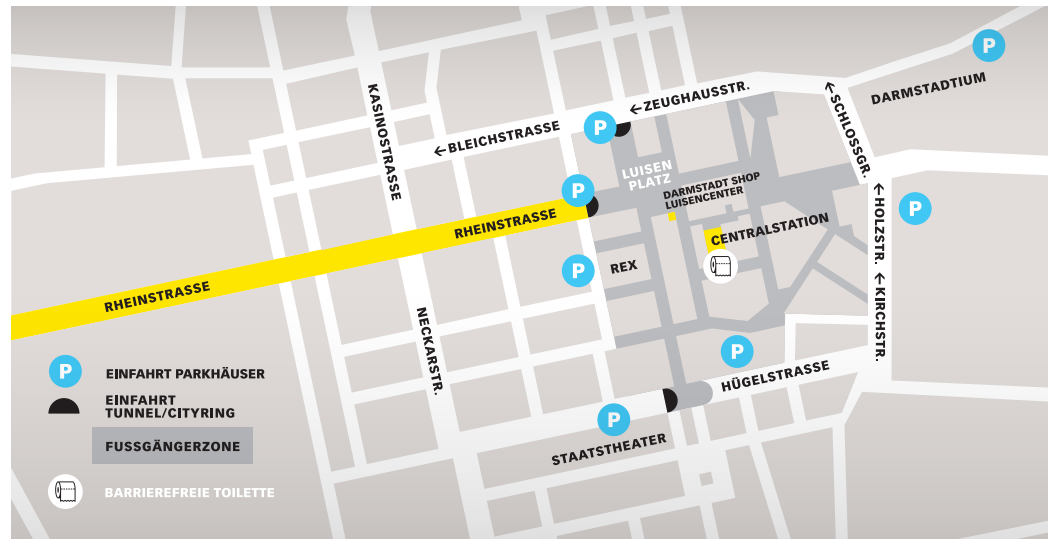 P
DARMSTADTIUM
←ZEUGHAUSSTR.
KASINOSTRASSE
←SCHLOSSGR.
P
←BLEICHSTRASSE
LUISEN
PLATZ
DARMSTADT SHOP
LUISENCENTER
P
P
←HOLZSTR.
RHEINSTRASSE
CENTRALSTATION
REX
P
RHEINSTRASSE
←KIRCHSTR.
NECKARSTR.
P
HÜGELSTRASSE
P
STAATSTHEATER
P EINFAHRT PARKHÄUSER
EINFAHRT
TUNNEL/CITYRING
FUSSGÄNGERZONE
BARRIEREFREIE TOILETTE